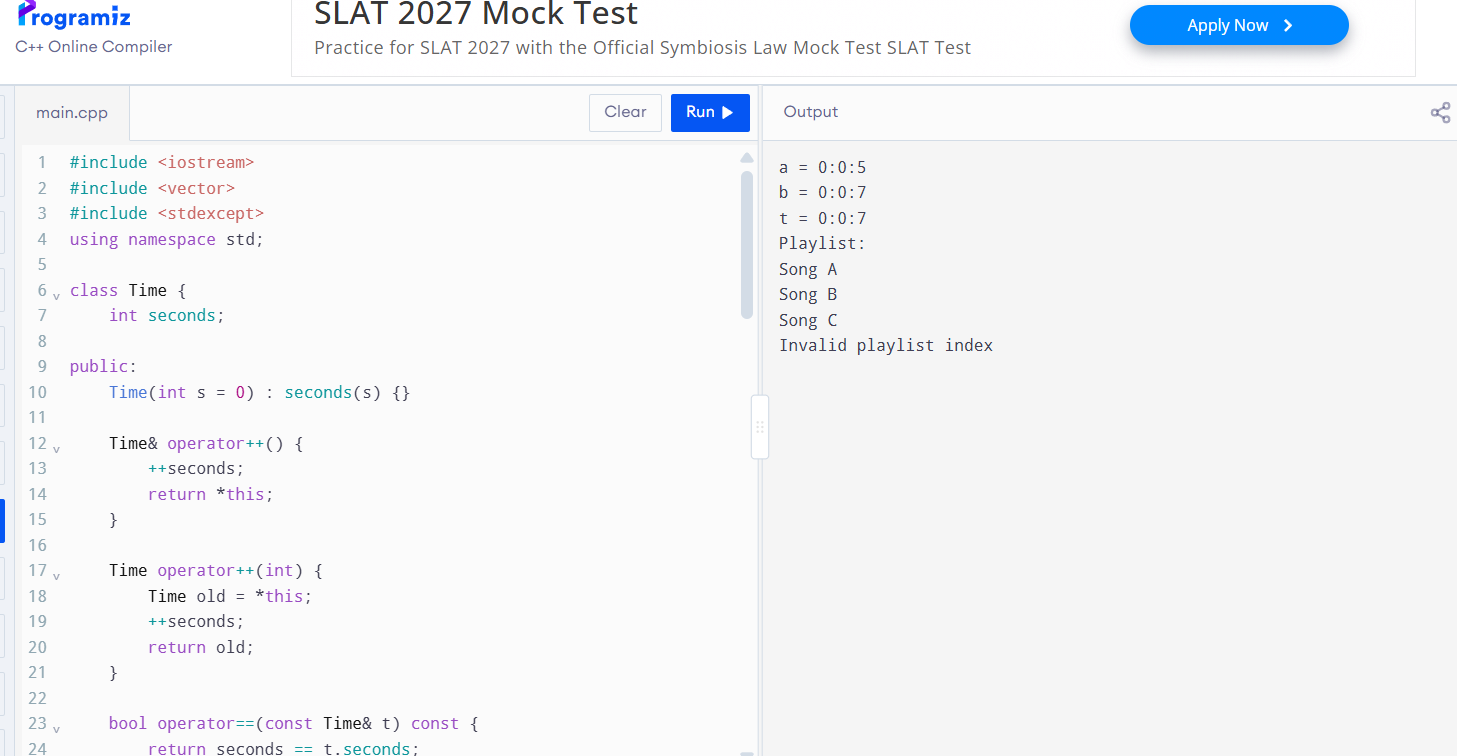 Programiz
C++ Online Compiler
SLAT 2027 Mock Test
Practice for SLAT 2027 with the Official Symbiosis Law Mock Test SLAT Test
Apply Now
main.cpp
Clear
Run
1 #include <iostream>
2 #include <vector>
3 #include <stdexcept>
4 using namespace std;
5
6 class Time {
7     int seconds;
8
9 public:
10     Time(int s = 0) : seconds(s) {}
11
12     Time& operator++() {
13         ++seconds;
14         return *this;
15     }
16
17     Time operator++(int) {
18         Time old = *this;
19         ++seconds;
20         return old;
21     }
22
23     bool operator==(const Time& t) const {
24         return seconds == t.seconds;
Output
a = 0:0:5
b = 0:0:7
t = 0:0:7
Playlist:
Song A
Song B
Song C
Invalid playlist index